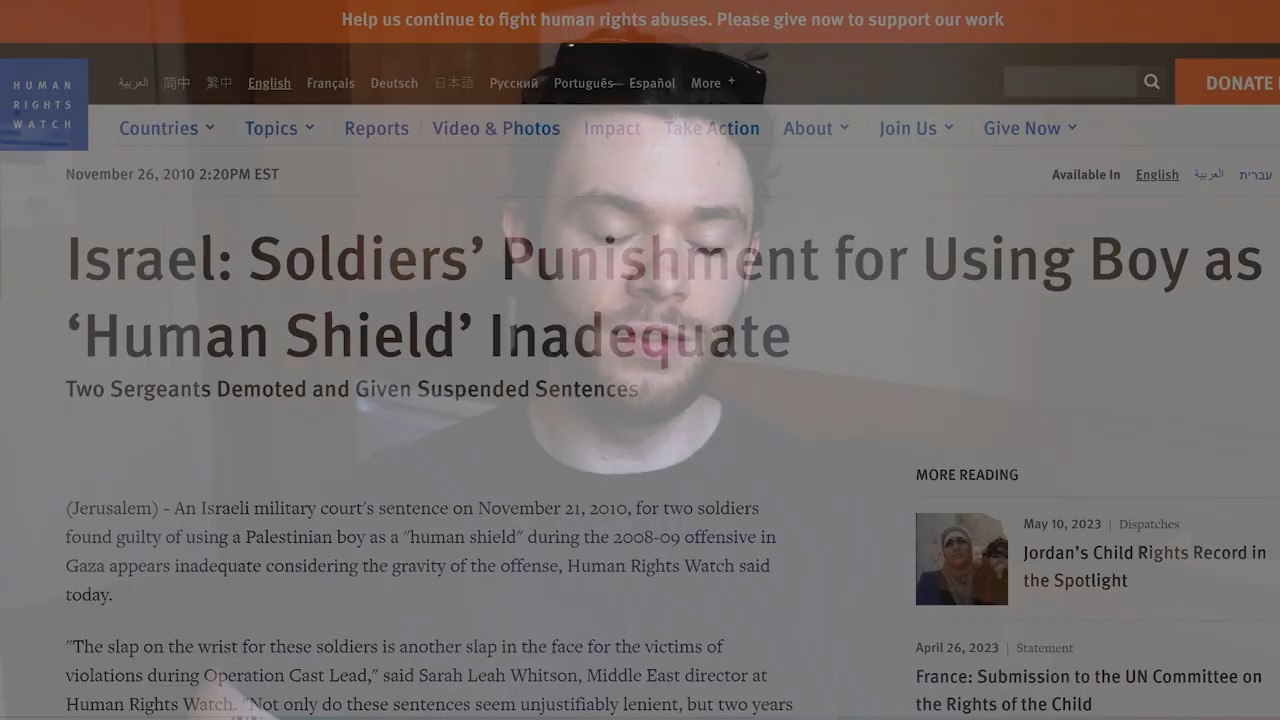 Help us continue to fight human rights abuses. Please give now to support our work
HUMAN
RIGHTS
WATCH
العربية 简中 繁中 English Français Deutsch 日本語 Русский Português Español More +
DONATE
Countries Topics Reports Video & Photos Impact Take Action About Join Us Give Now
November 26, 2010 2:20PM EST
Available In English العربية עברית
Israel: Soldiers’ Punishment for Using Boy as
‘Human Shield’ Inadequate
Two Sergeants Demoted and Given Suspended Sentences
(Jerusalem) - An Israeli military court's sentence on November 21, 2010, for two soldiers
found guilty of using a Palestinian boy as a "human shield" during the 2008-09 offensive in
Gaza appears inadequate considering the gravity of the offense, Human Rights Watch said
today.
"The slap on the wrist for these soldiers is another slap in the face for the victims of
violations during Operation Cast Lead," said Sarah Leah Whitson, Middle East director at
Human Rights Watch. "Not only do these sentences seem unjustifiably lenient, but two years
MORE READING
May 10, 2023 | Dispatches
Jordan’s Child Rights Record in
the Spotlight
April 26, 2023 | Statement
France: Submission to the UN Committee on
the Rights of the Child